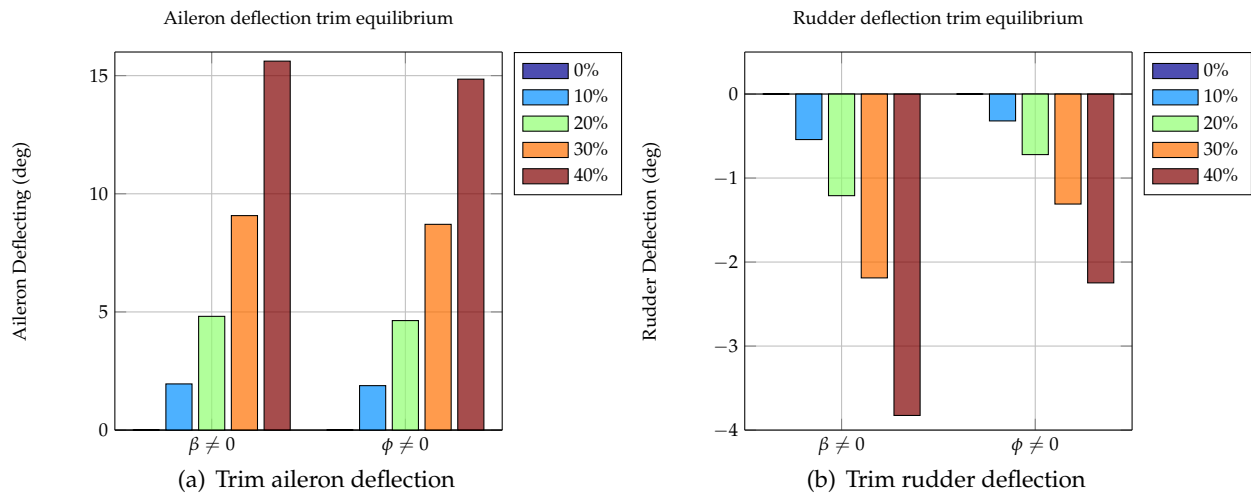 Aileron deflection trim equilibrium
Aileron Deflecting (deg)
15
10
5
0
β ≠ 0
ϕ ≠ 0
0%
10%
20%
30%
40%
(a) Trim aileron deflection
Rudder deflection trim equilibrium
Rudder Deflection (deg)
0
−1
−2
−3
−4
β ≠ 0
ϕ ≠ 0
0%
10%
20%
30%
40%
(b) Trim rudder deflection